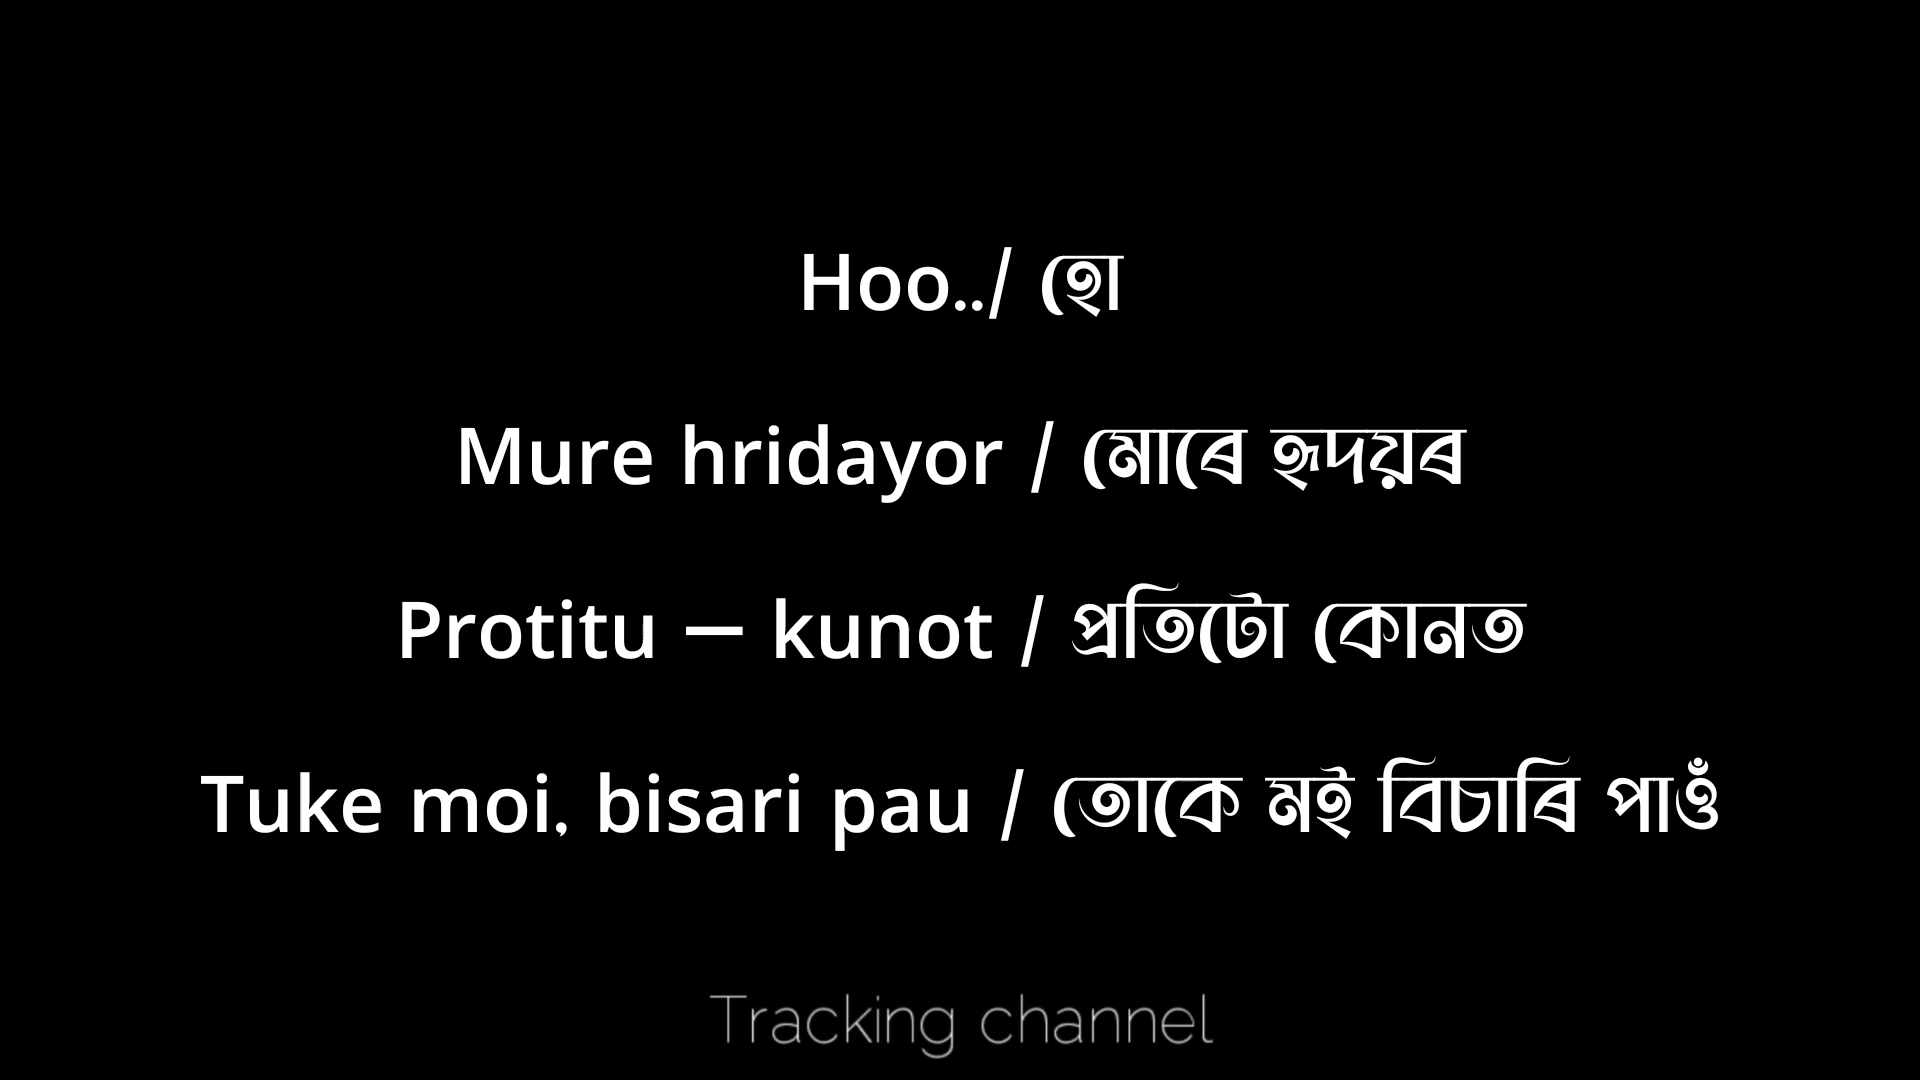 Hoo../ হো
Mure hridayor / মোৰে হৃদয়ৰ
Protitu – kunot / প্ৰতিটো কোনত
Tuke moi, bisari pau / তোকে মই বিচাৰি পাওঁ
Tracking channel